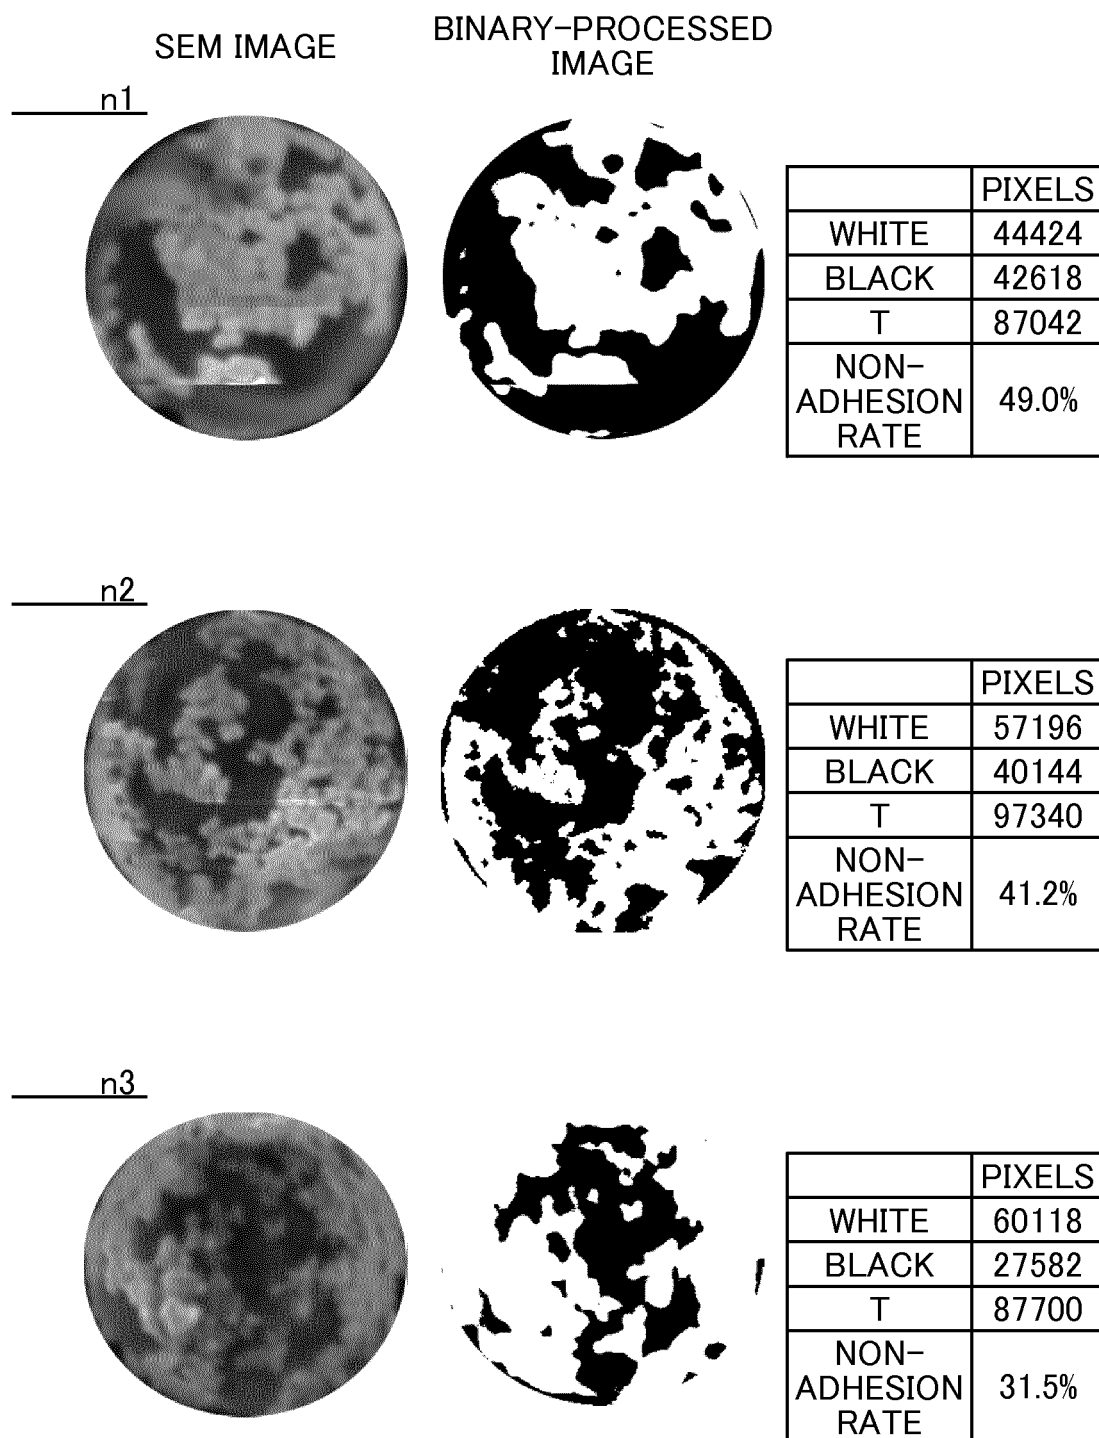 SEM IMAGE
BINARY-PROCESSED
IMAGE
n1
PIXELS
WHITE 44424
BLACK 42618
T 87042
NON-
ADHESION
RATE
49.0%
n2
PIXELS
WHITE 57196
BLACK 40144
T 97340
NON-
ADHESION
RATE
41.2%
n3
PIXELS
WHITE 60118
BLACK 27582
T 87700
NON-
ADHESION
RATE
31.5%